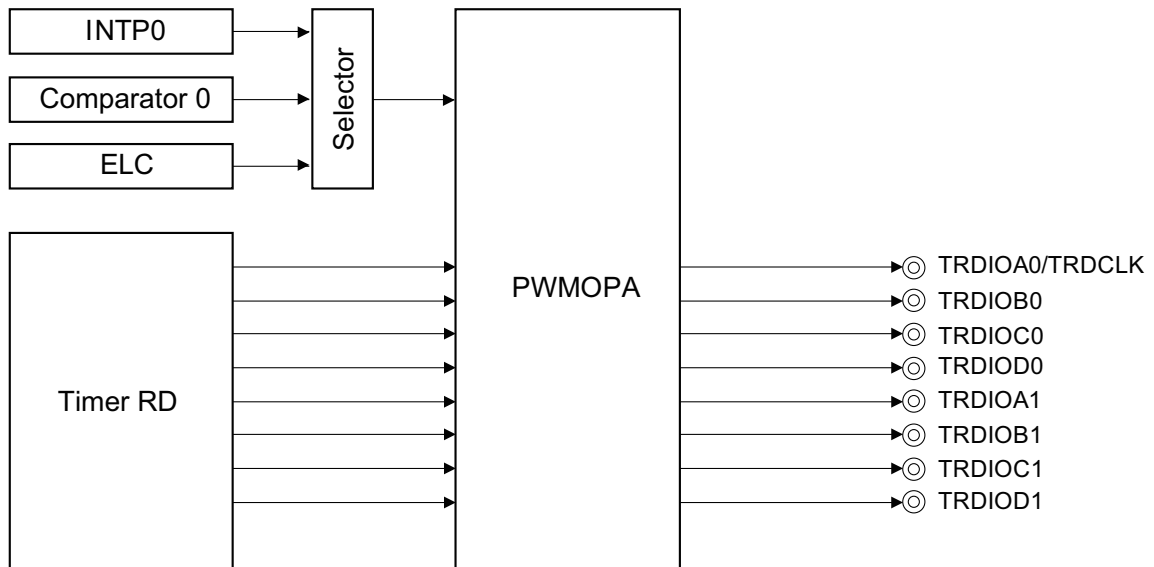 INTP0
Comparator 0
ELC
Selector
Timer RD
PWMOPA
TRDIOA0/TRDCLK
TRDIOB0
TRDIOC0
TRDIOD0
TRDIOA1
TRDIOB1
TRDIOC1
TRDIOD1